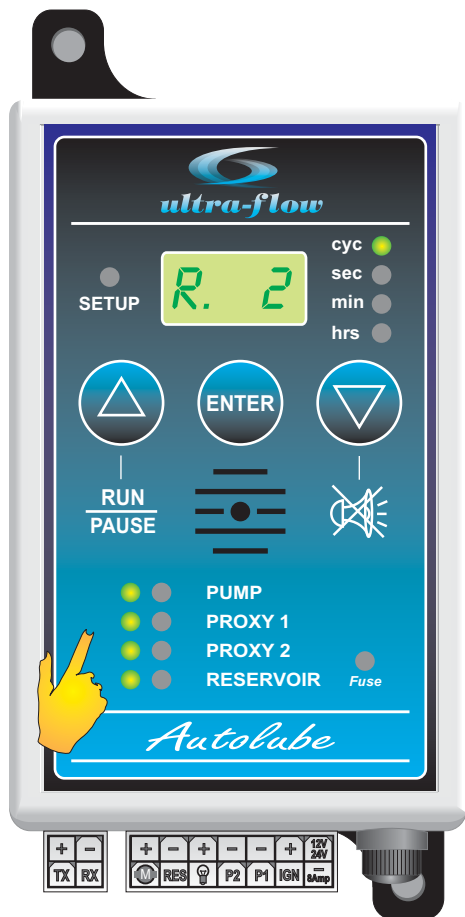 ultra-flow
cyc
sec
min
hrs
SETUP
R. 2
ENTER
RUN
PAUSE
PUMP
PROXY 1
PROXY 2
RESERVOIR
Fuse
Autolube
+ − + − + − − + 12V 24V
TX RX M RES P2 P1 IGN − 8Amp